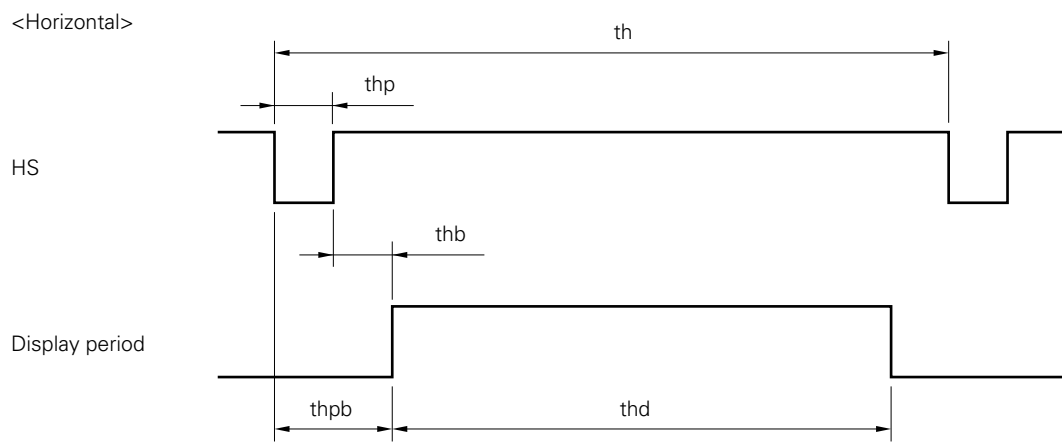 <Horizontal>
th
thp
HS
thb
Display period
thpb
thd